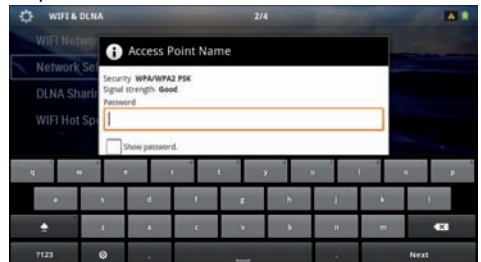 WIFI & DLNA 2/4
WIFI Networ
Access Point Name
Network Sel
Security WPA/WPA2 PSK
Signal strength Good
DLNA Sharin
Password
WIFI Hot Sp
Show password.
q w e r t y u i o p
a s d f g h j k l
z x c v b n m
?123 . Next